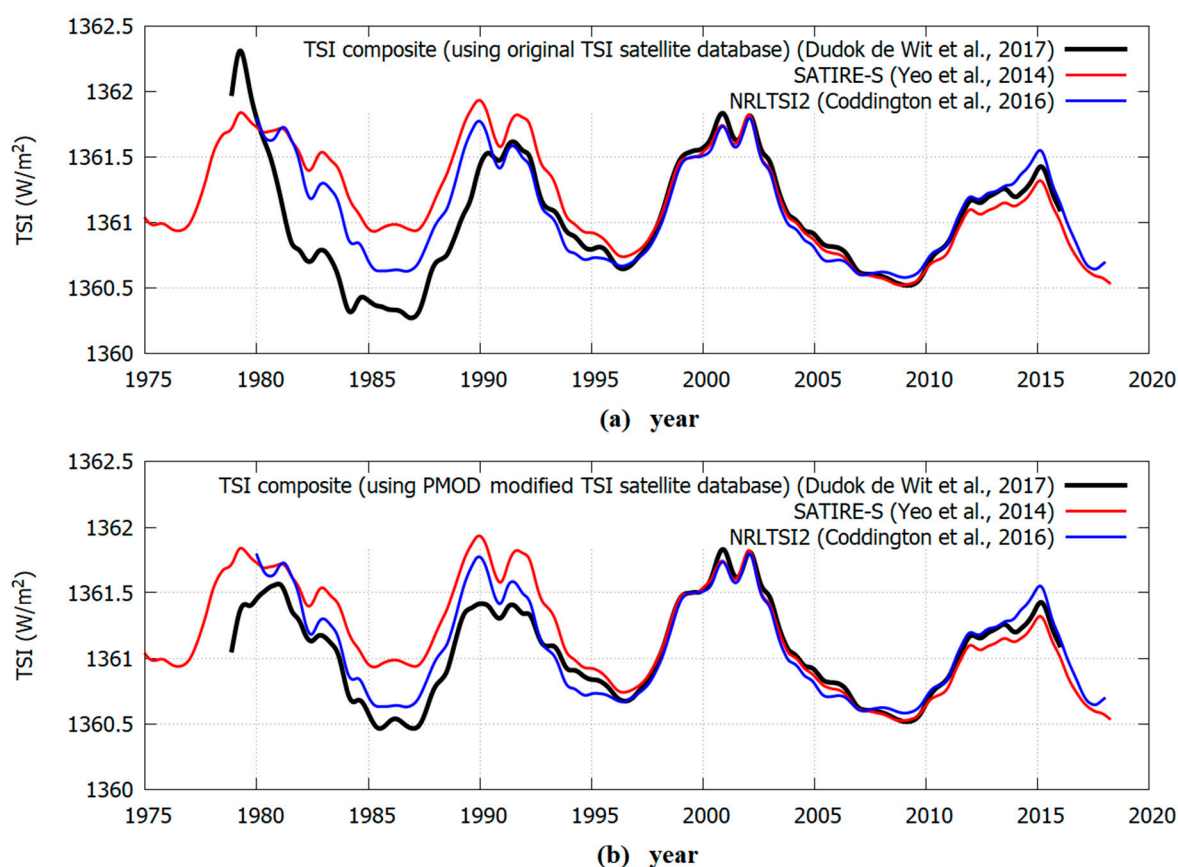 1362.5
TSI composite (using original TSI satellite database) (Dudok de Wit et al., 2017)
SATIRE-S (Yeo et al., 2014)
NRLTSI2 (Coddington et al., 2016)
1362
1361.5
1361
1360.5
1360
TSI (W/m²)
1975 1980 1985 1990 1995 2000 2005 2010 2015 2020
(a) year
1362.5
TSI composite (using PMOD modified TSI satellite database) (Dudok de Wit et al., 2017)
SATIRE-S (Yeo et al., 2014)
NRLTSI2 (Coddington et al., 2016)
1362
1361.5
1361
1360.5
1360
TSI (W/m²)
1975 1980 1985 1990 1995 2000 2005 2010 2015 2020
(b) year